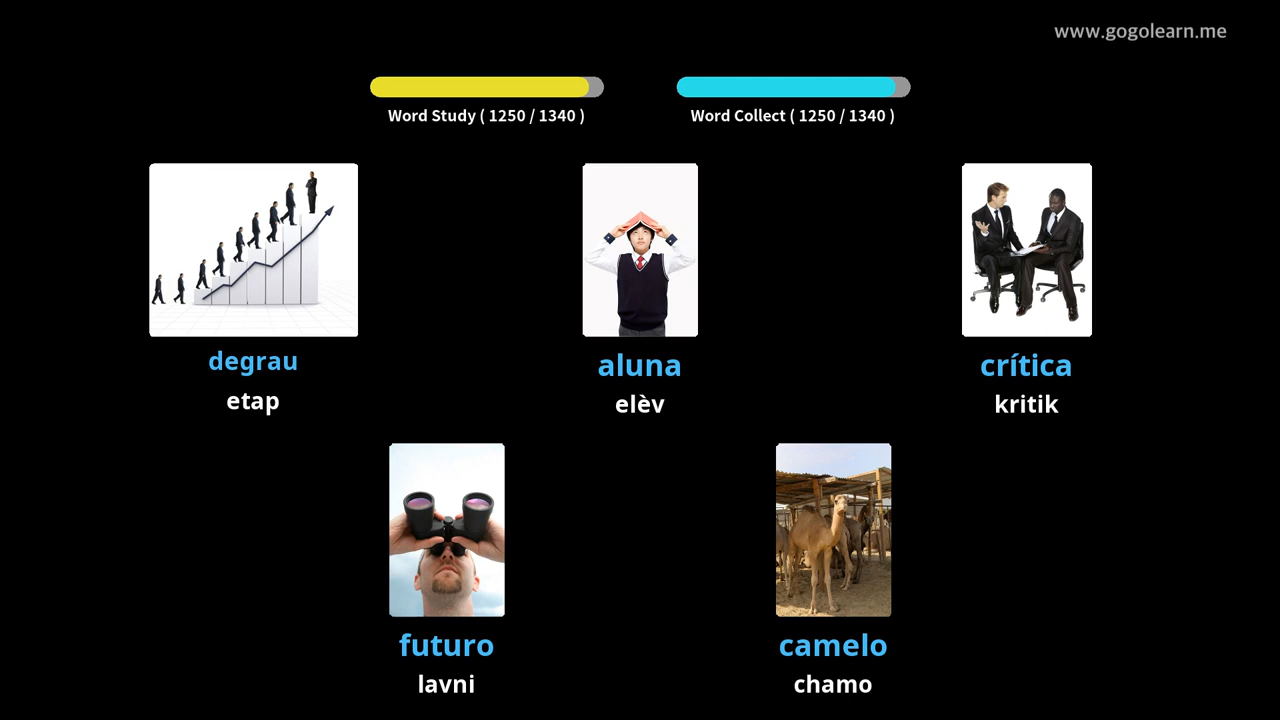 www.gogolearn.me
Word Study ( 1250 / 1340 )
Word Collect ( 1250 / 1340 )
degrau
etap
aluna
elèv
crítica
kritik
futuro
lavni
camelo
chamo